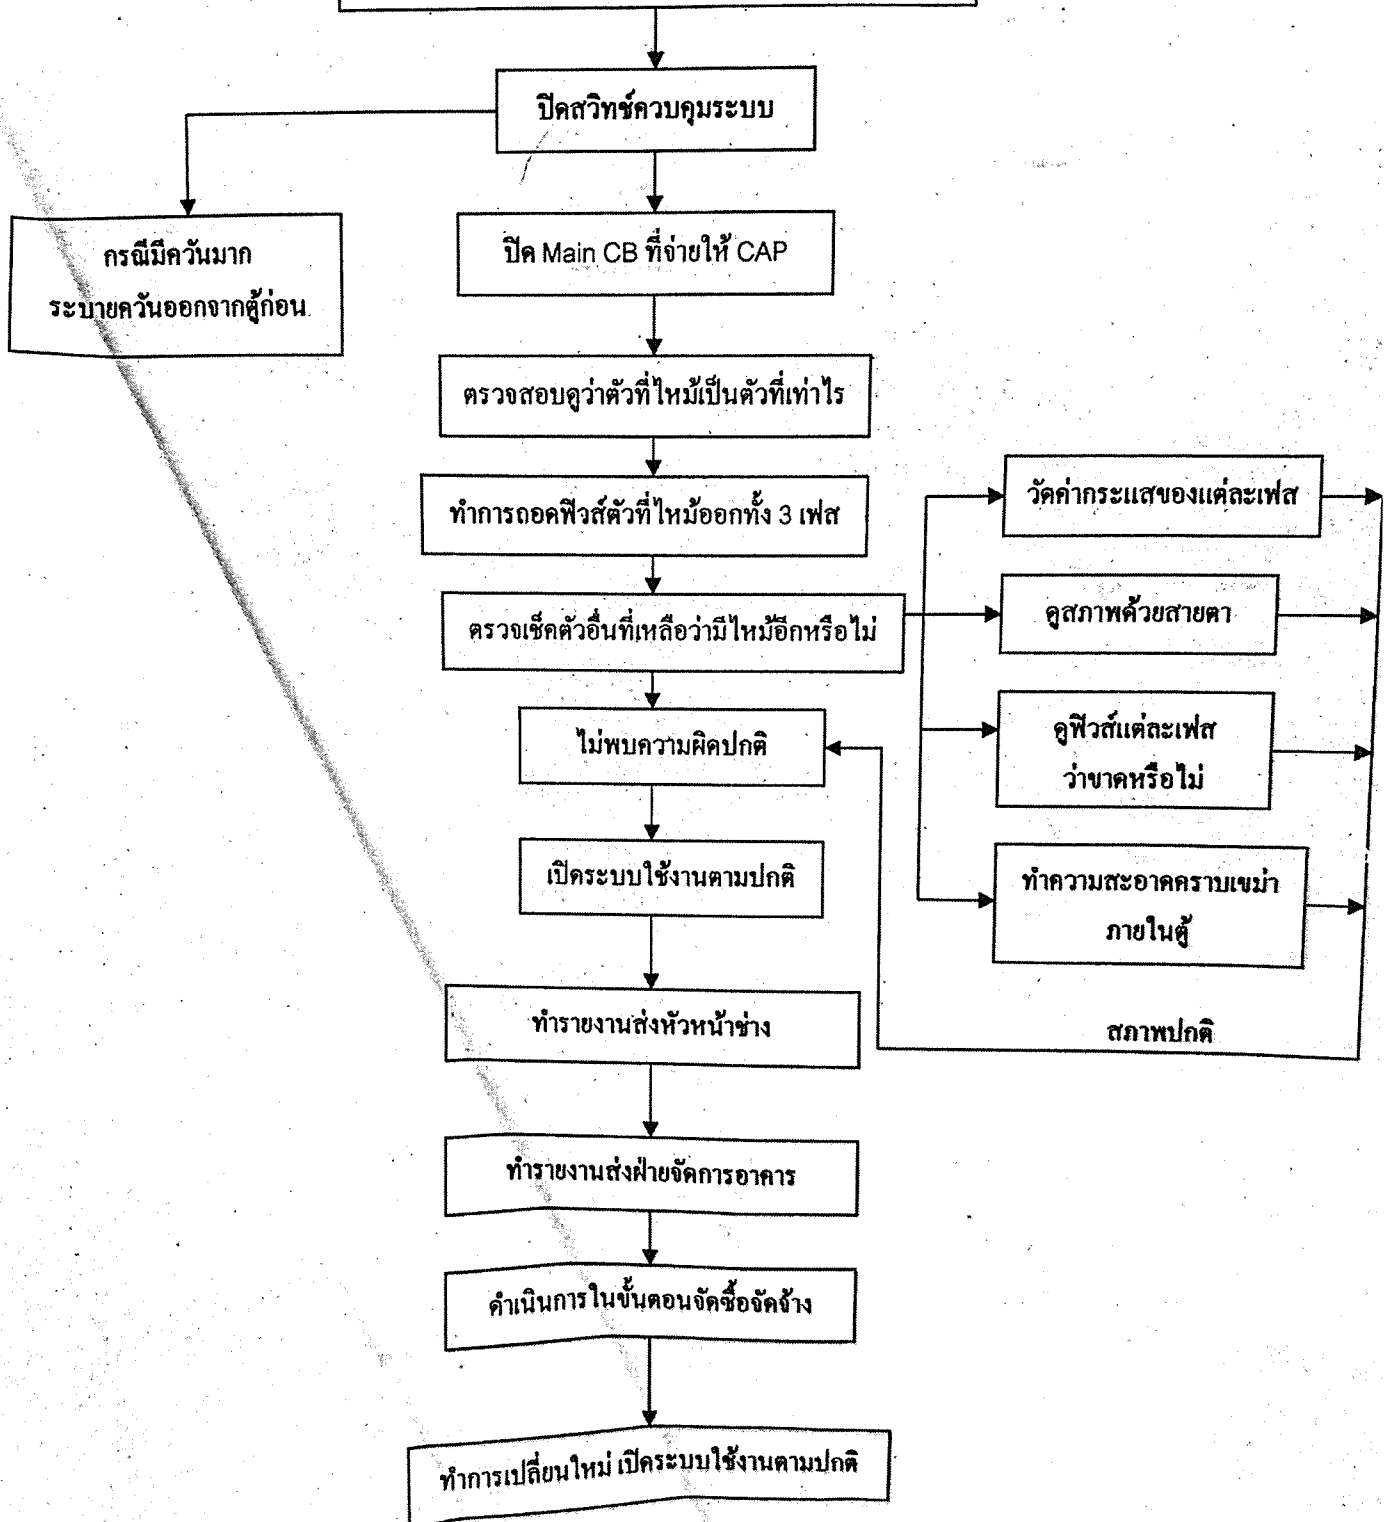 ปิดสวิทช์ควบคุมระบบ
กรณีมีควันมาก
ระบายควันออกจากตู้ก่อน
ปิด Main CB ที่จ่ายให้ CAP
ตรวจสอบดูว่าตัวที่ไหม้เป็นตัวที่เท่าไร
ทำการถอดฟิวส์ตัวที่ไหม้ออกทั้ง 3 เฟส
ตรวจเช็คตัวอื่นที่เหลือว่ามีไหม้อีกหรือไม่
วัดค่ากระแสของแต่ละเฟส
ดูสภาพด้วยสายตา
ดูฟิวส์แต่ละเฟส
ว่าขาดหรือไม่
ทำความสะอาดคราบเขม่า
ภายในตู้
สภาพปกติ
ไม่พบความผิดปกติ
เปิดระบบใช้งานตามปกติ
ทำรายงานส่งหัวหน้าช่าง
ทำรายงานส่งฝ่ายจัดการอาคาร
ดำเนินการในขั้นตอนจัดซื้อจัดจ้าง
ทำการเปลี่ยนใหม่ เปิดระบบใช้งานตามปกติ